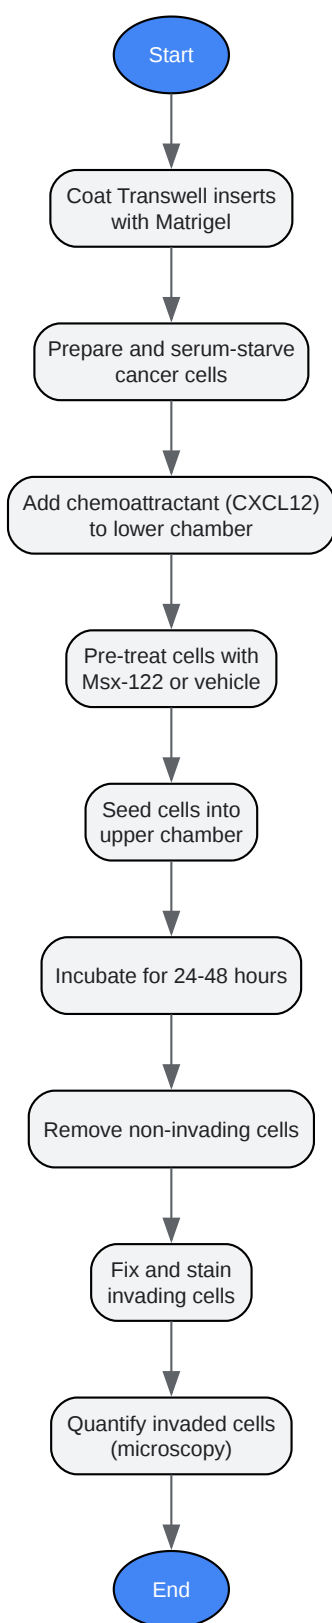 Start
Coat Transwell inserts
with Matrigel
Prepare and serum-starve
cancer cells
Add chemoattractant (CXCL12)
to lower chamber
Pre-treat cells with
Msx-122 or vehicle
Seed cells into
upper chamber
Incubate for 24-48 hours
Remove non-invading cells
Fix and stain
invading cells
Quantify invaded cells
(microscopy)
End